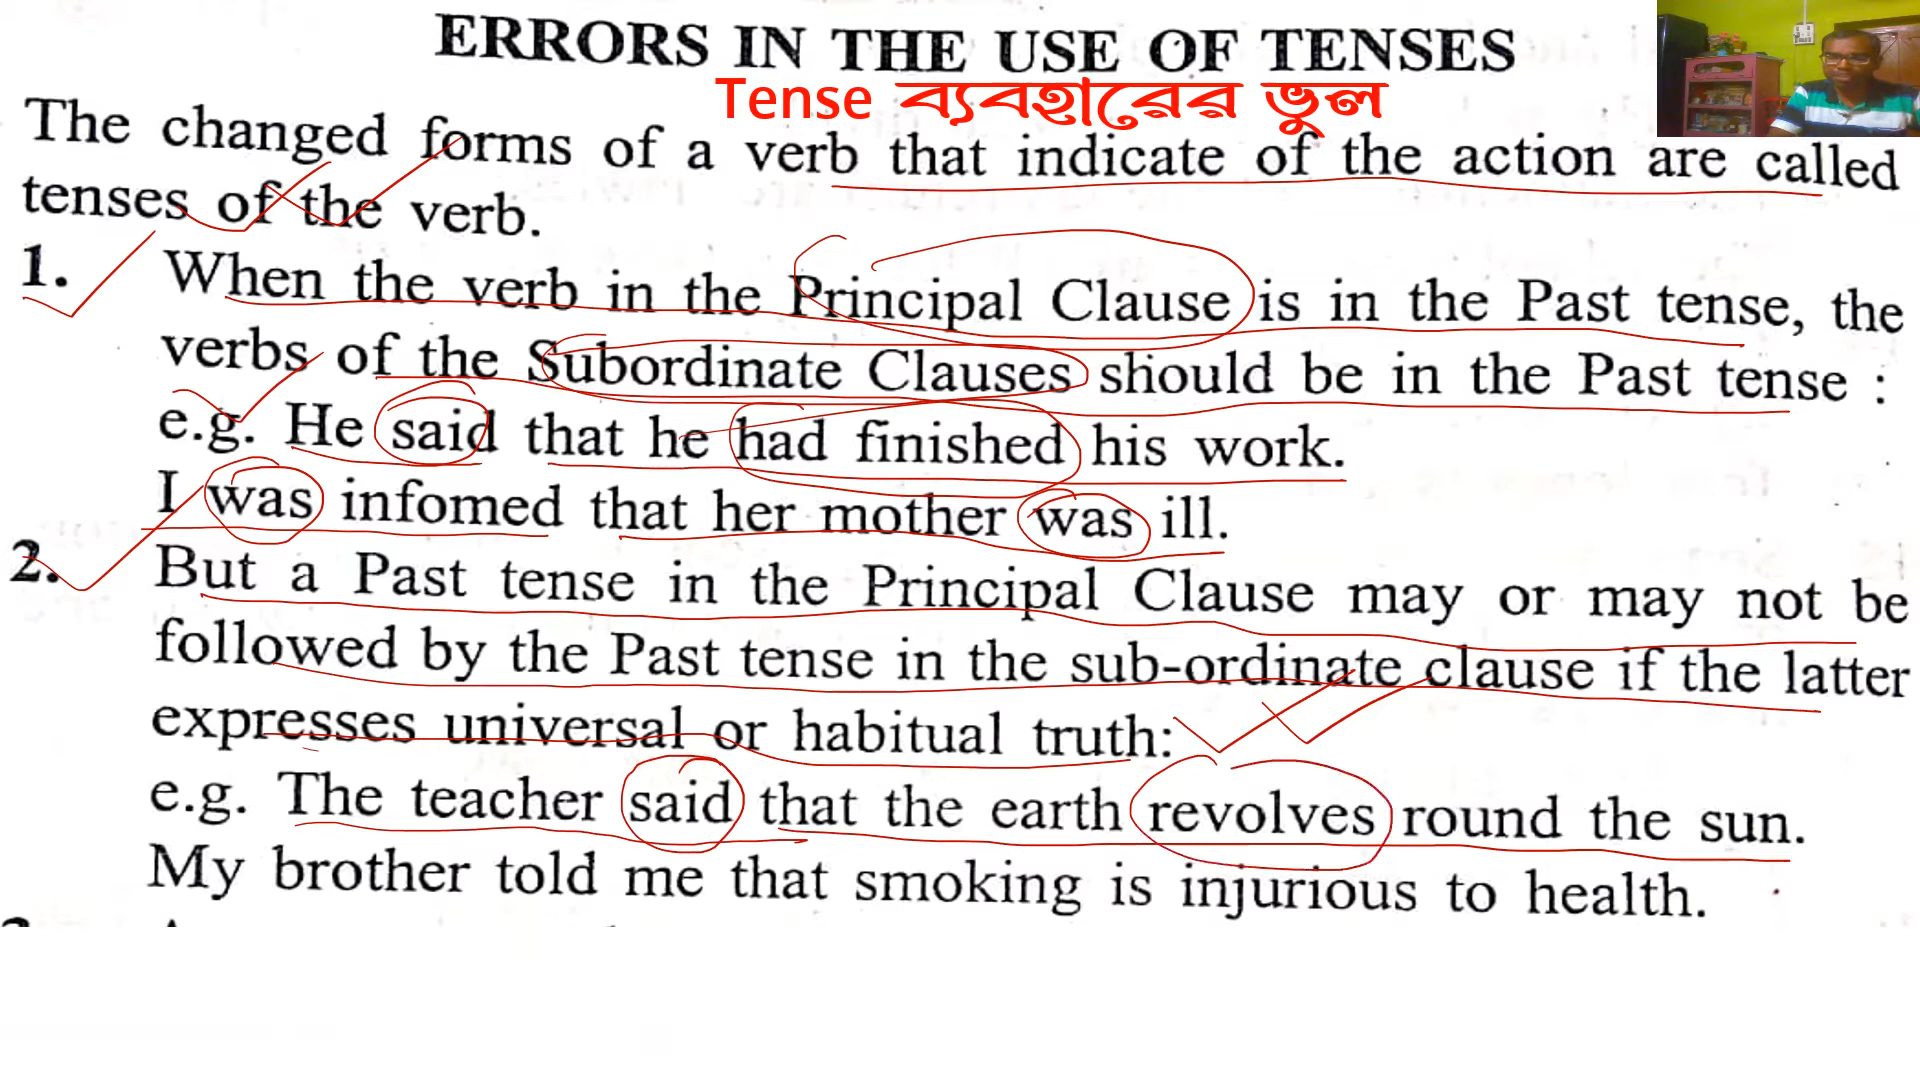 ERRORS IN THE USE OF TENSES
Tense ব্যবহারের ভুল
The changed forms of a verb that indicate of the action are called
tenses of the verb.
1. When the verb in the Principal Clause is in the Past tense, the
verbs of the Subordinate Clauses should be in the Past tense :
e.g. He said that he had finished his work.
I was infomed that her mother was ill.
2. But a Past tense in the Principal Clause may or may not be
followed by the Past tense in the sub-ordinate clause if the latter
expresses universal or habitual truth:
e.g. The teacher said that the earth revolves round the sun.
My brother told me that smoking is injurious to health.